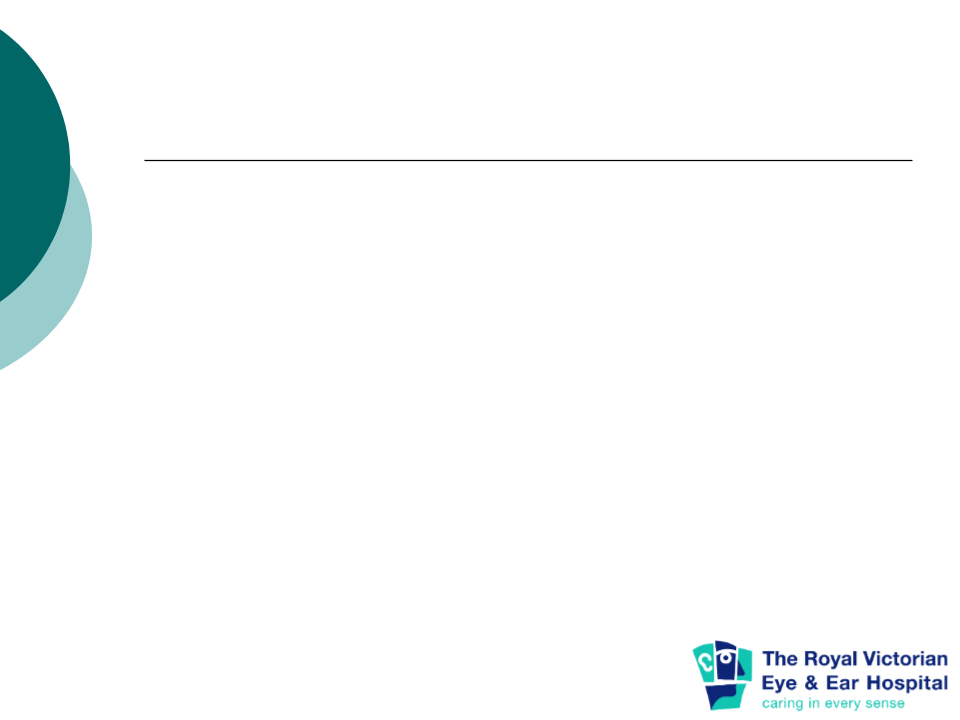 The Royal Victorian
Eye & Ear Hospital
caring in every sense